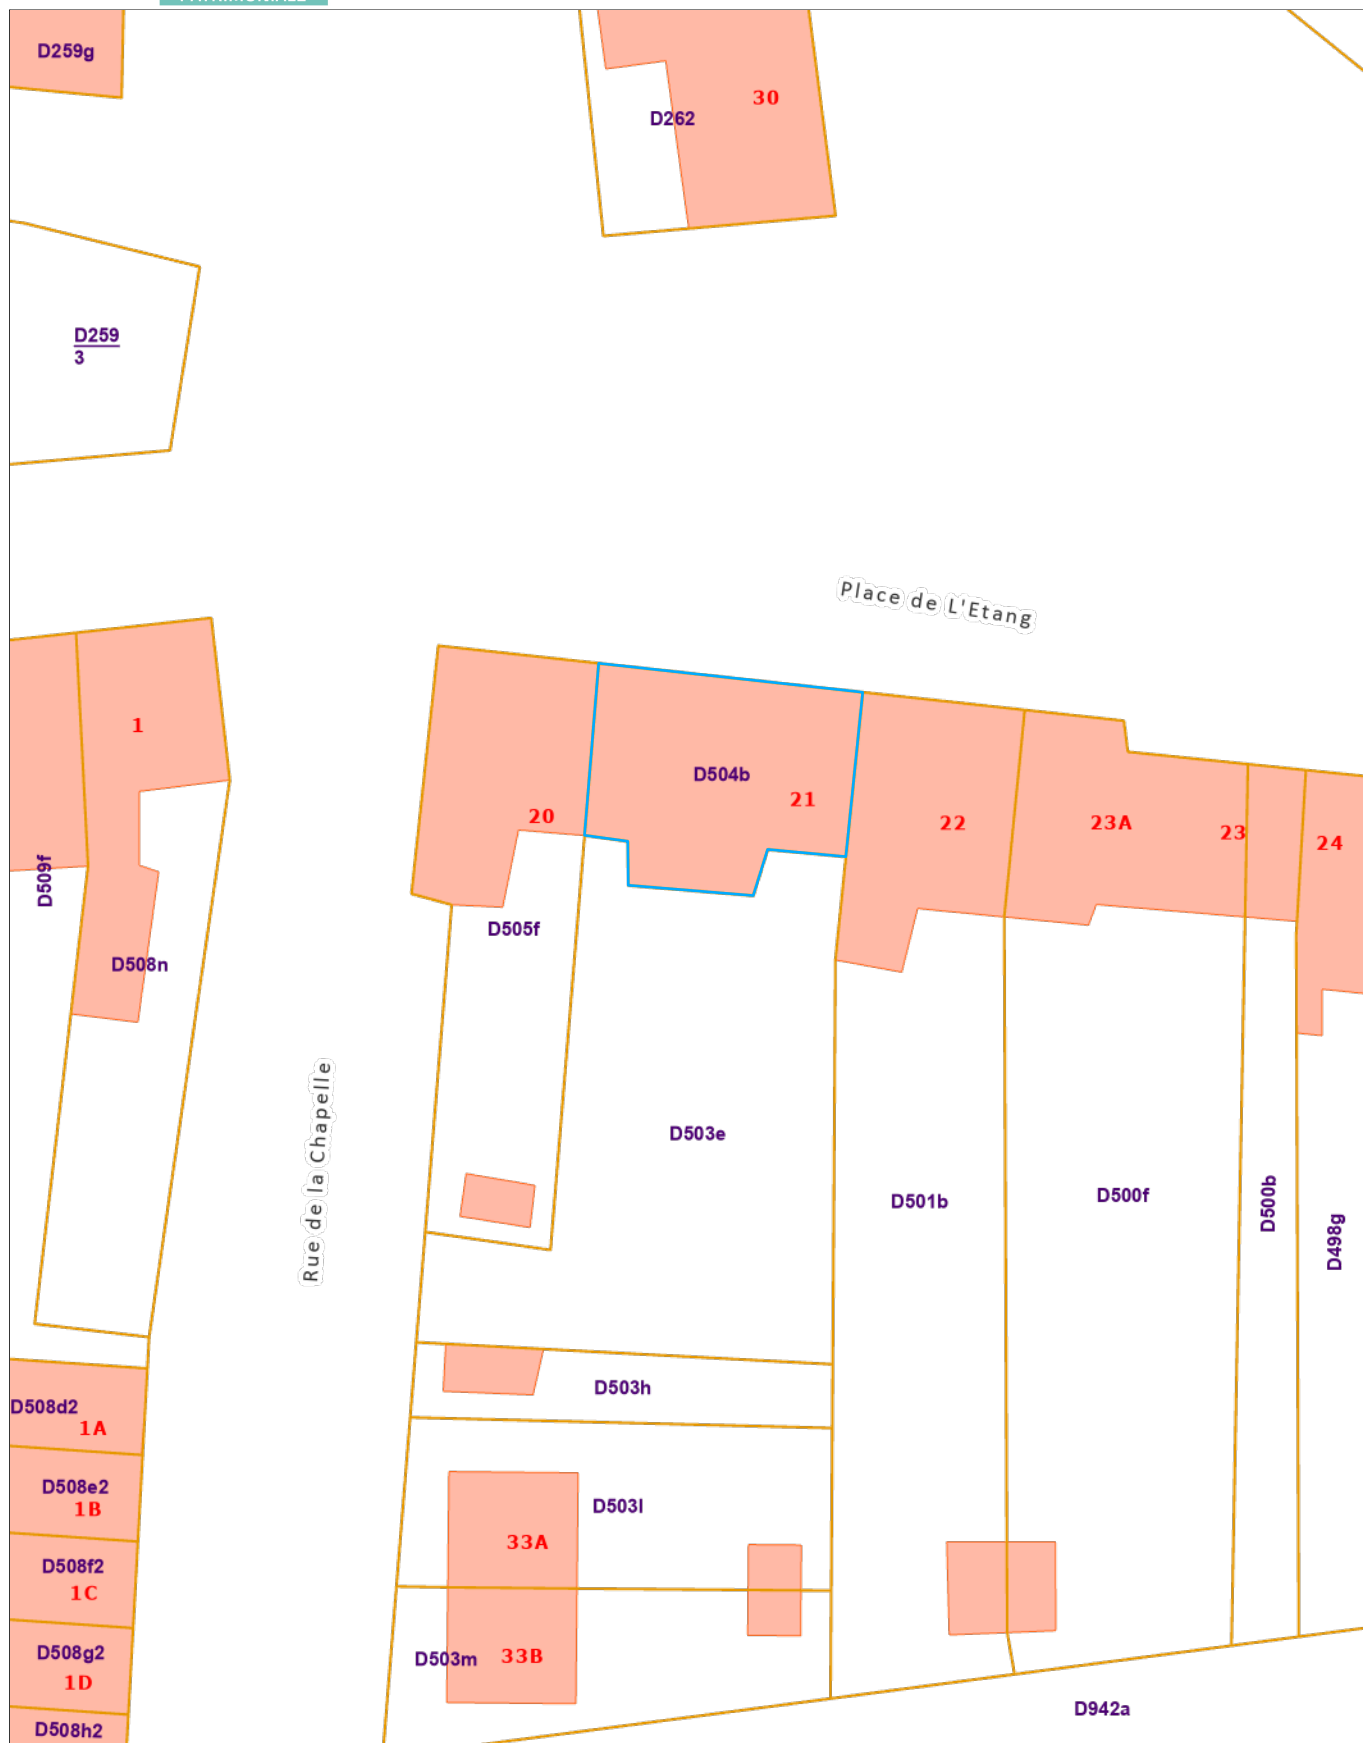 D259g
30
D262
D259
3
Place de L'Etang
1
D504b
21
20
22
23A
23
24
D509f
D505f
D508n
Rue de la Chapelle
D503e
D501b
D500f
D500b
D498g
D503h
D508d2
1A
D508e2
1B
D503l
33A
D508f2
1C
D508g2
1D
D503m
33B
D942a
D508h2